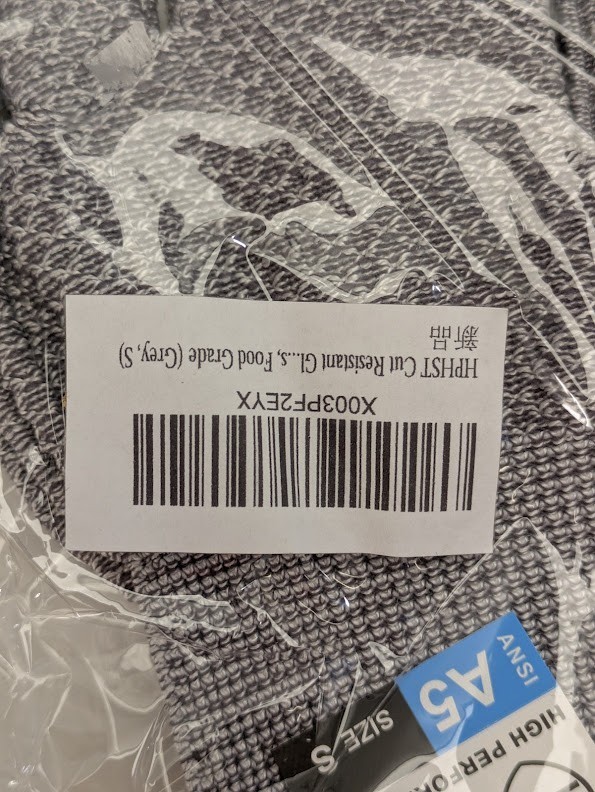 X003PF2EYX
HPHST Cut Resistant Gl...s, Food Grade (Grey, S)
新品
ANSI
A5
SIZE S
HIGH PERFOR